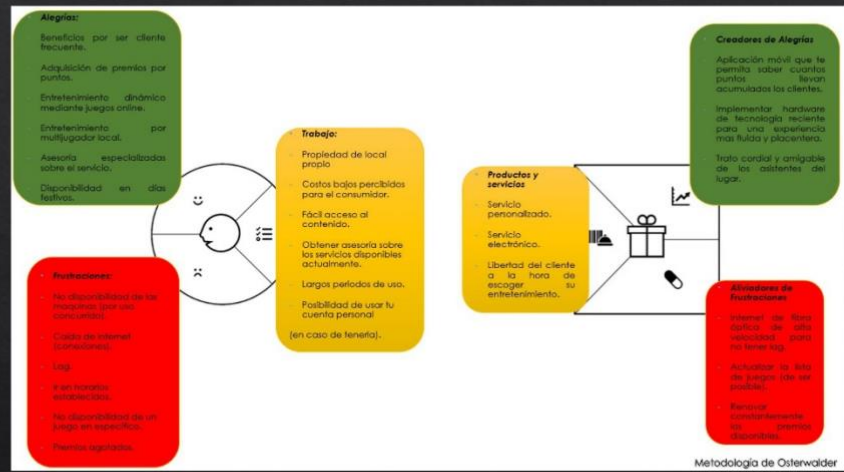 Alegrías:
Beneficios por ser cliente
frecuente.
Adquisición de premios por
puntos.
Entretenimiento dinámico
mediante juegos online.
Entretenimiento por
multijugador local.
Asesoría especializadas
sobre el servicio.
Disponibilidad en días
festivos.
Frustraciones:
- No disponibilidad de las
maquinas (por uso
concurrido).
- Caída de internet
(conexiones).
- Lag.
- Ir en horarios
establecidos.
- No disponibilidad de un
juego en específico.
- Premios agotados.
Trabajo:
- Propiedad de local
propio
- Costos bajos percibidos
para el consumidor.
- Fácil acceso al
contenido.
- Obtener asesoría sobre
los servicios disponibles
actualmente.
- Largos periodos de uso.
- Posibilidad de usar tu
cuenta personal
(en caso de tenerla).
Productos y
servicios
- Servicio
personalizado.
- Servicio
electrónico.
- Libertad del cliente
a la hora de
escoger su
entretenimiento.
Creadores de Alegrías
Aplicación móvil que te
permita saber cuantos
puntos llevan
acumulados los clientes.
Implementar hardware
de tecnología reciente
para una experiencia
mas fluida y placentera.
Trato cordial y amigable
de los asistentes del
lugar.
Aliviadores de
Frustraciones
- Internet de fibra
óptica de alta
velocidad para
no tener lag.
- Actualizar la lista
de juegos (de ser
posible).
- Renovar
constantemente
los premios
disponibles.
Metodología de Osterwalder